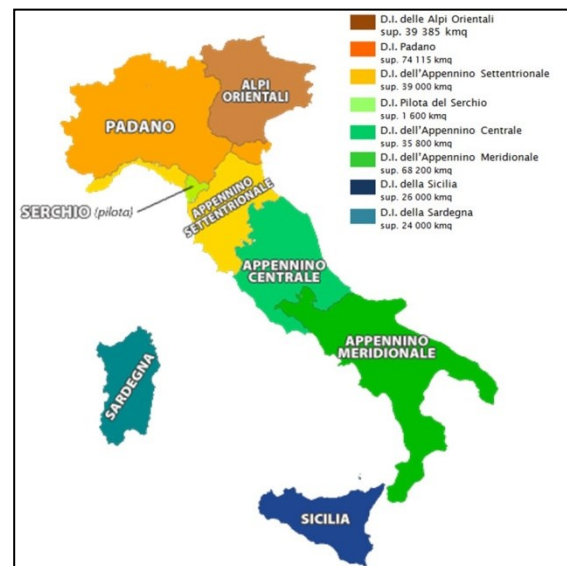 D.I. delle Alpi Orientali
sup. 39 385 kmq
D.I. Padano
sup. 74 115 kmq
D.I. dell'Appennino Settentrionale
sup. 39 000 kmq
D.I. Pilota del Serchio
sup. 1 600 kmq
D.I. dell'Appennino Centrale
sup. 35 800 kmq
D.I. dell'Appennino Meridionale
sup. 68 200 kmq
D.I. della Sicilia
sup. 26 000 kmq
D.I. della Sardegna
sup. 24 000 kmq
ALPI
ORIENTALI
PADANO
SERCHIO (pilota)
APPENNINO
SETTENTRIONALE
APPENNINO
CENTRALE
APPENNINO
MERIDIONALE
SARDEGNA
SICILIA